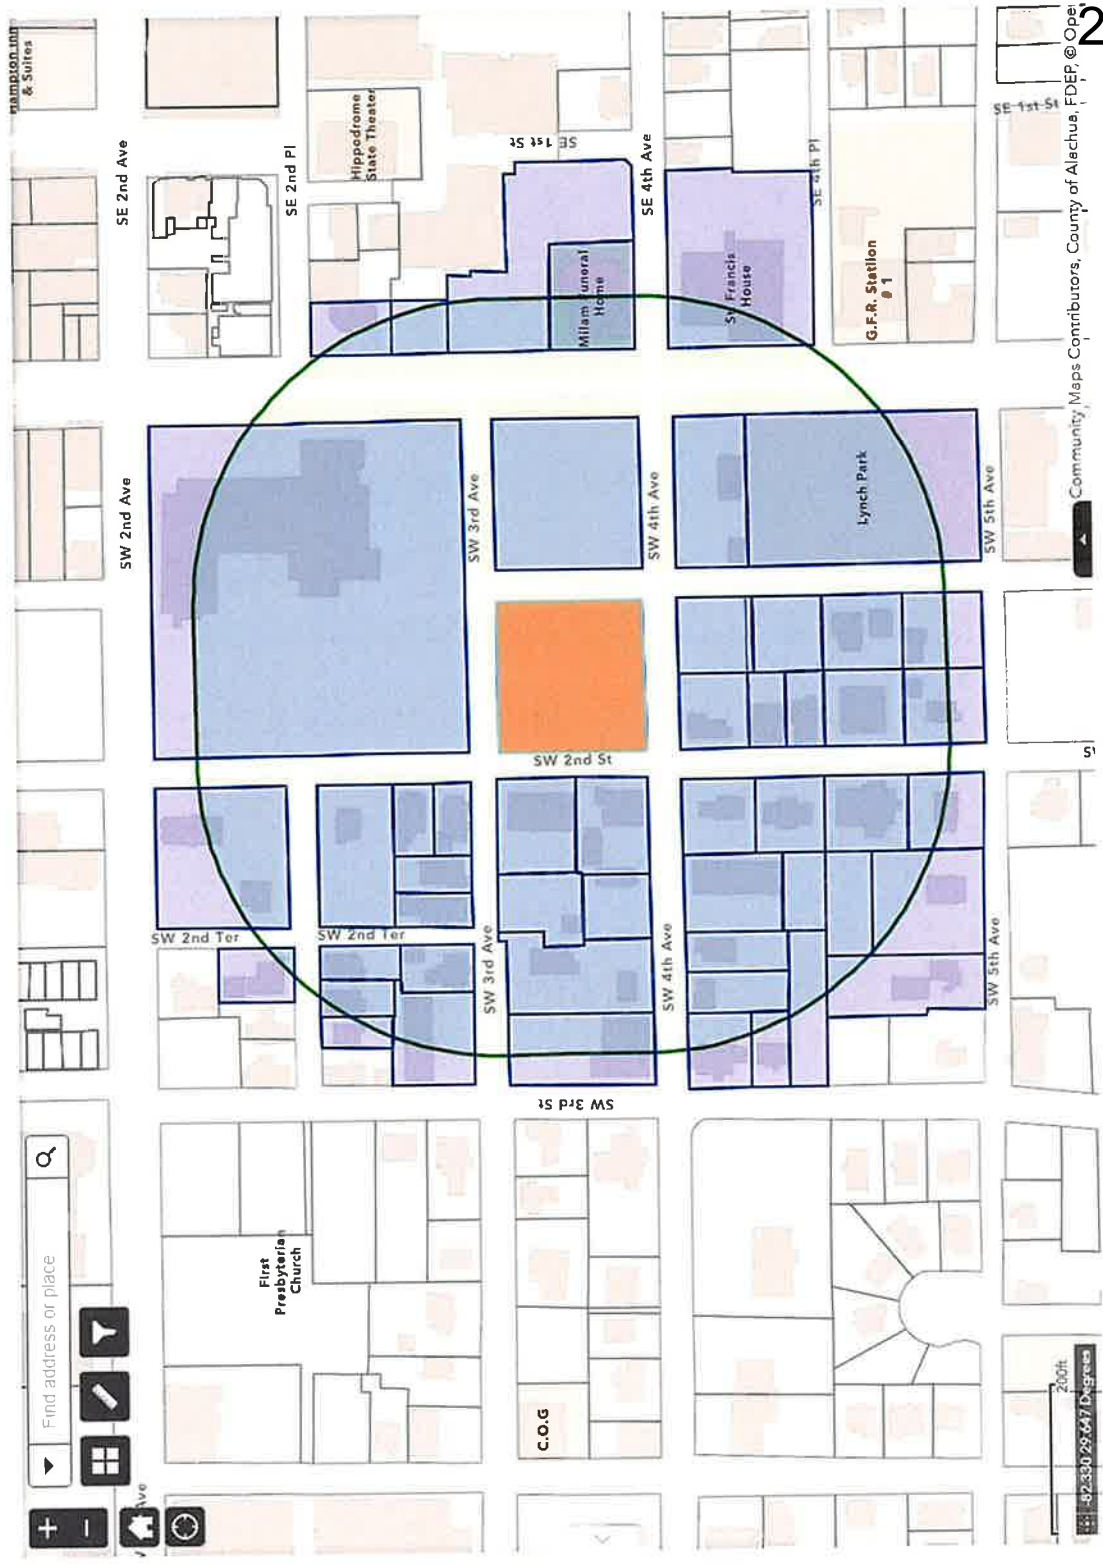 Hampton Inn
& Suites
2
SE 2nd Ave
SE 2nd Pl
Hippodrome
State Theater
SE 1st St
SE 4th Ave
SE 4th Pl
SE 1st St
Milam Funeral
Home
St. Francis
House
G.F.R. Station
# 1
SW 2nd Ave
SW 3rd Ave
SW 4th Ave
Lynch Park
SW 5th Ave
SW 2nd St
SW 2nd Ter
SW 2nd Ter
SW 3rd Ave
SW 4th Ave
SW 5th Ave
SW 3rd St
First
Presbyterian
Church
C.O.G
Find address or place
+
−
Ave
200ft
-82.330 29.647 Degrees
Community Maps Contributors, County of Alachua, FDEP, © Ope